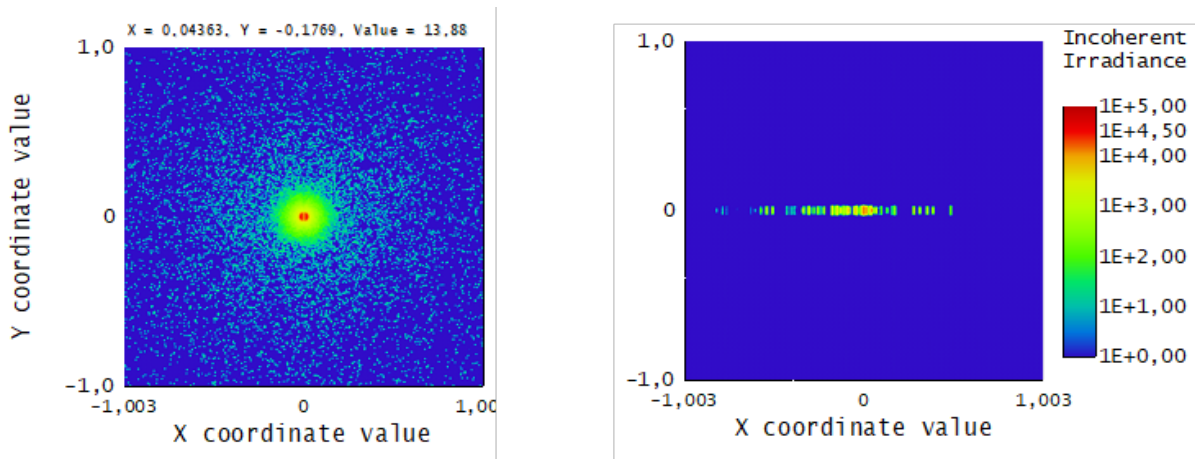 X = 0,04363, Y = -0,1769, Value = 13,88
Y coordinate value
1,0
0
-1,0
-1,003
0
1,00
X coordinate value
1,0
0
-1,0
-1,003
0
1,003
X coordinate value
Incoherent
Irradiance
1E+5,00
1E+4,50
1E+4,00
1E+3,00
1E+2,00
1E+1,00
1E+0,00